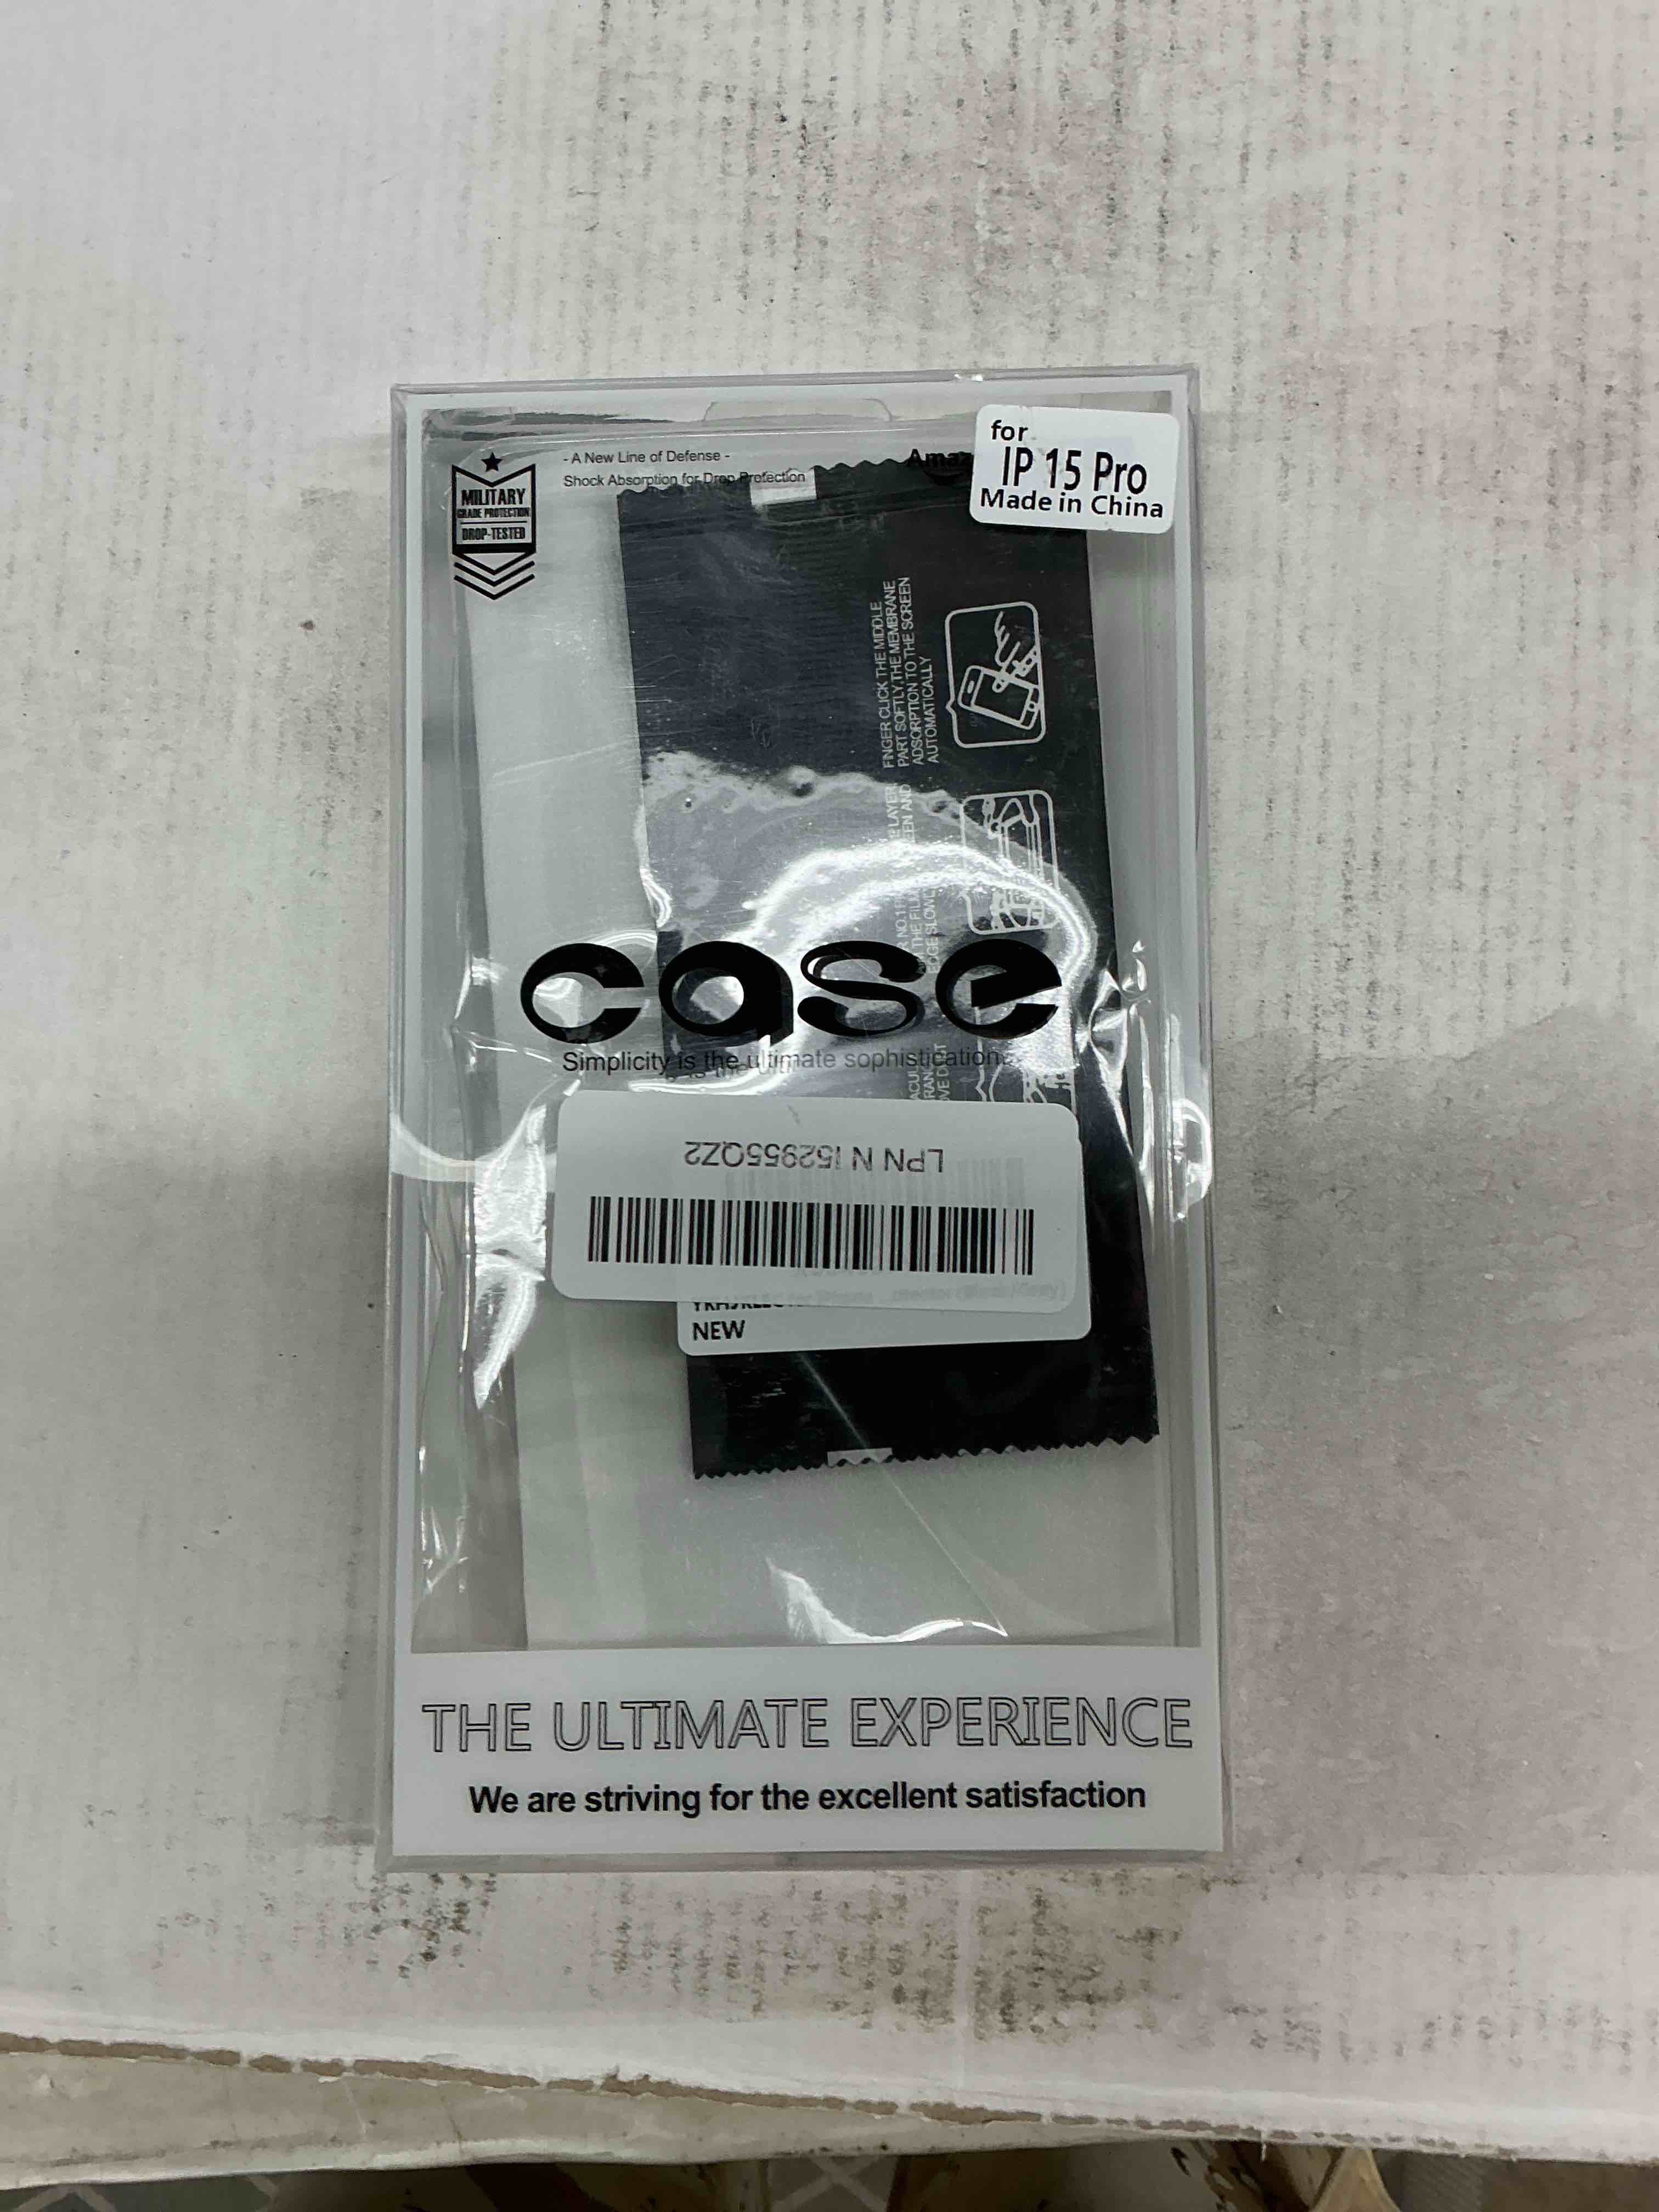 - A New Line of Defense -
Shock Absorption for Drop Protection
MILITARY
GRADE PROTECTION
DROP-TESTED
for
IP 15 Pro
Made in China
FINGER CLICK THE MIDDLE
PART SOFTLY,THE MEMBRANE
ADSORPTION TO THE SCREEN
AUTOMATICALLY
case
Simplicity is the ultimate sophistication
LPN N I52955QZ2
NEW
THE ULTIMATE EXPERIENCE
We are striving for the excellent satisfaction